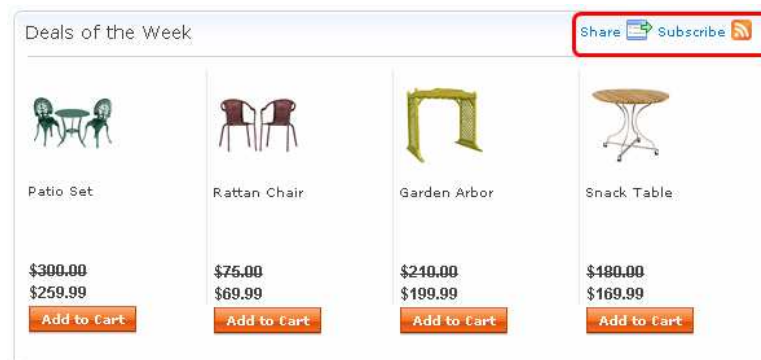 Deals of the Week
Share Subscribe
Patio Set
Rattan Chair
Garden Arbor
Snack Table
$300.00
$75.00
$210.00
$180.00
$259.99
$69.99
$199.99
$169.99
Add to Cart
Add to Cart
Add to Cart
Add to Cart